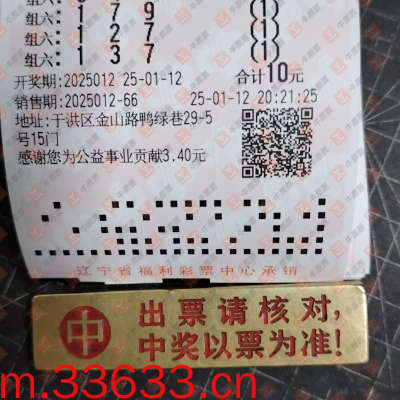 组六: 1 7 9 (1)
组六: 1 2 7 (1)
组六: 1 3 7 (1)
开奖期:2025012 25-01-12 合计10元
销售期:2025012-66 25-01-12 20:21:25
地址:于洪区金山路鸭绿巷29-5
号15门
感谢您为公益事业贡献3.40元
辽宁省福利彩票中心承销
中 出票请核对,
中奖以票为准!
m.33633.cn